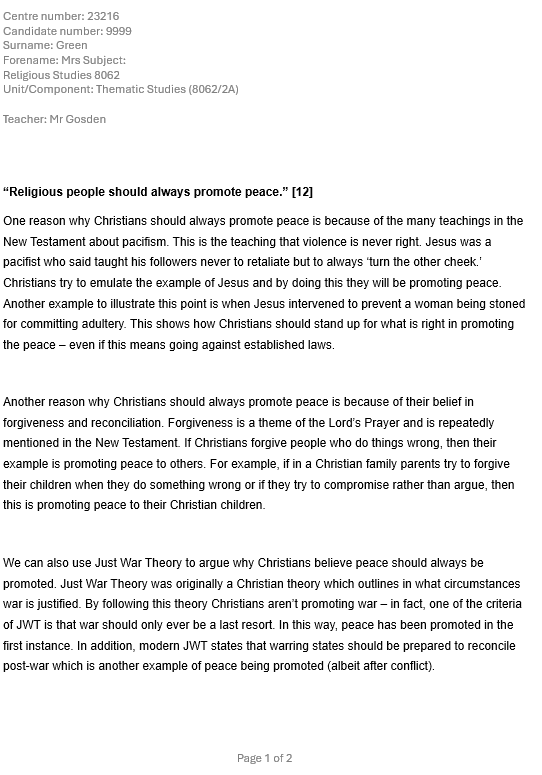 Centre number: 23216
Candidate number: 9999
Surname: Green
Forename: Mrs Subject:
Religious Studies 8062
Unit/Component: Thematic Studies (8062/2A)
Teacher: Mr Gosden
“Religious people should always promote peace.” [12]
One reason why Christians should always promote peace is because of the many teachings in the
New Testament about pacifism. This is the teaching that violence is never right. Jesus was a
pacifist who said taught his followers never to retaliate but to always ‘turn the other cheek.’
Christians try to emulate the example of Jesus and by doing this they will be promoting peace.
Another example to illustrate this point is when Jesus intervened to prevent a woman being stoned
for committing adultery. This shows how Christians should stand up for what is right in promoting
the peace – even if this means going against established laws.
Another reason why Christians should always promote peace is because of their belief in
forgiveness and reconciliation. Forgiveness is a theme of the Lord’s Prayer and is repeatedly
mentioned in the New Testament. If Christians forgive people who do things wrong, then their
example is promoting peace to others. For example, if in a Christian family parents try to forgive
their children when they do something wrong or if they try to compromise rather than argue, then
this is promoting peace to their Christian children.
We can also use Just War Theory to argue why Christians believe peace should always be
promoted. Just War Theory was originally a Christian theory which outlines in what circumstances
war is justified. By following this theory Christians aren’t promoting war – in fact, one of the criteria
of JWT is that war should only ever be a last resort. In this way, peace has been promoted in the
first instance. In addition, modern JWT states that warring states should be prepared to reconcile
post-war which is another example of peace being promoted (albeit after conflict).
Page 1 of 2